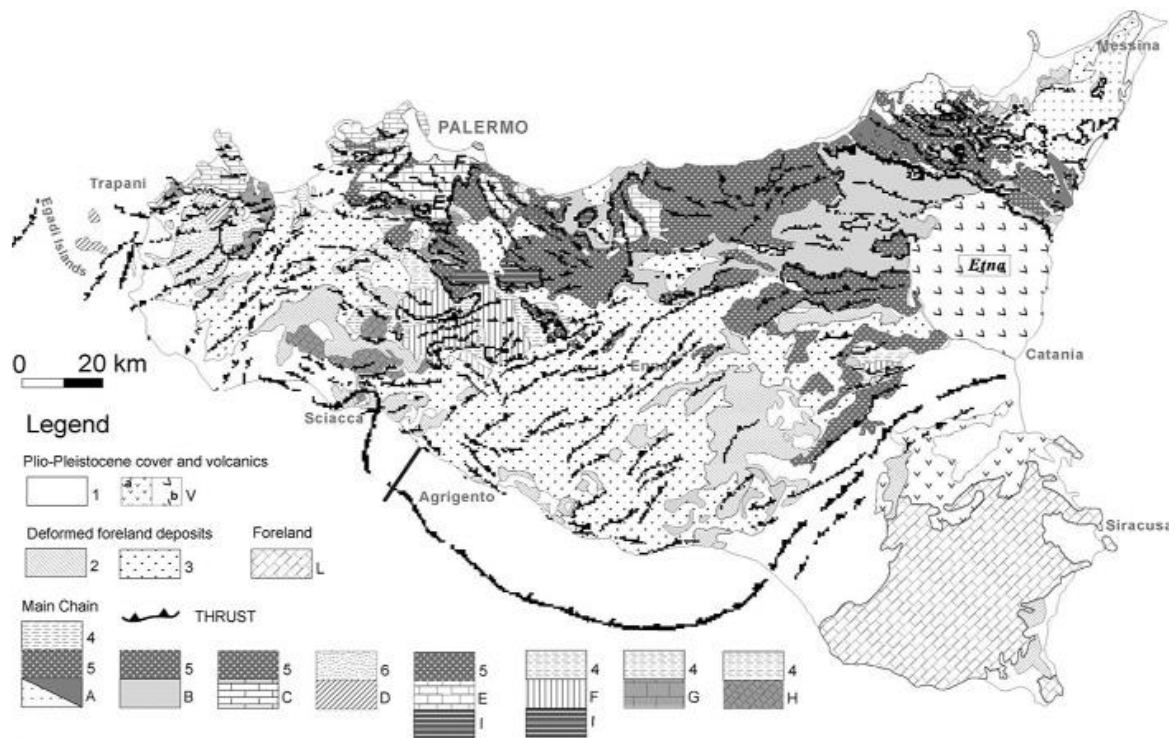 Messina
PALERMO
Trapani
Egadi Islands
Etna
0 20 km
Catania
Enna
Sciacca
Legend
Plio-Pleistocene cover and volcanics
1 a b V
Agrigento
Siracusa
Deformed foreland deposits Foreland
2 3 L
Main Chain
THRUST
4
5 5 5 6 5 4 4 4
A B C D E F G H
I I